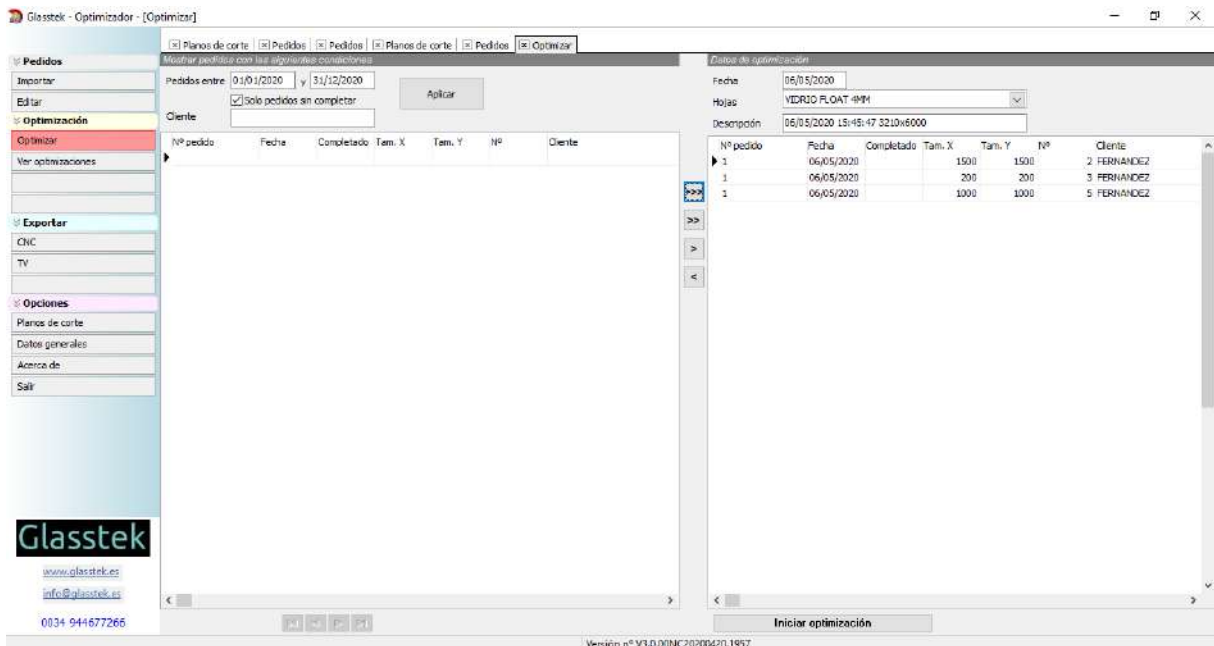 Glasstek - Optimizador - [Optimizar]
Planos de corte Pedidos Pedidos Planos de corte Pedidos Optimizar
Pedidos
Importar
Editar
Optimización
Optimizar
Ver optimizaciones
Exportar
CNC
TV
Opciones
Planos de corte
Datos generales
Acerca de
Salir
Glasstek
www.glasstek.es
info@glasstek.es
0034 944677266
Mostrar pedidos con las siguientes condiciones
Pedidos entre 01/01/2020 y 31/12/2020
Solo pedidos sin completar
Aplicar
Cliente
Nº pedido Fecha Completado Tam. X Tam. Y Nº Cliente
>>>
>>
>
<
Datos de optimización
Fecha 06/05/2020
Hojas VIDRIO FLOAT 4MM
Descripción 06/05/2020 15:45:47 3210x6000
Nº pedido Fecha Completado Tam. X Tam. Y Nº Cliente
1 06/05/2020 1500 1500 2 FERNANDEZ
1 06/05/2020 200 200 3 FERNANDEZ
1 06/05/2020 1000 1000 5 FERNANDEZ
Iniciar optimización
Versión nº V3.0.00NC20200420.1957